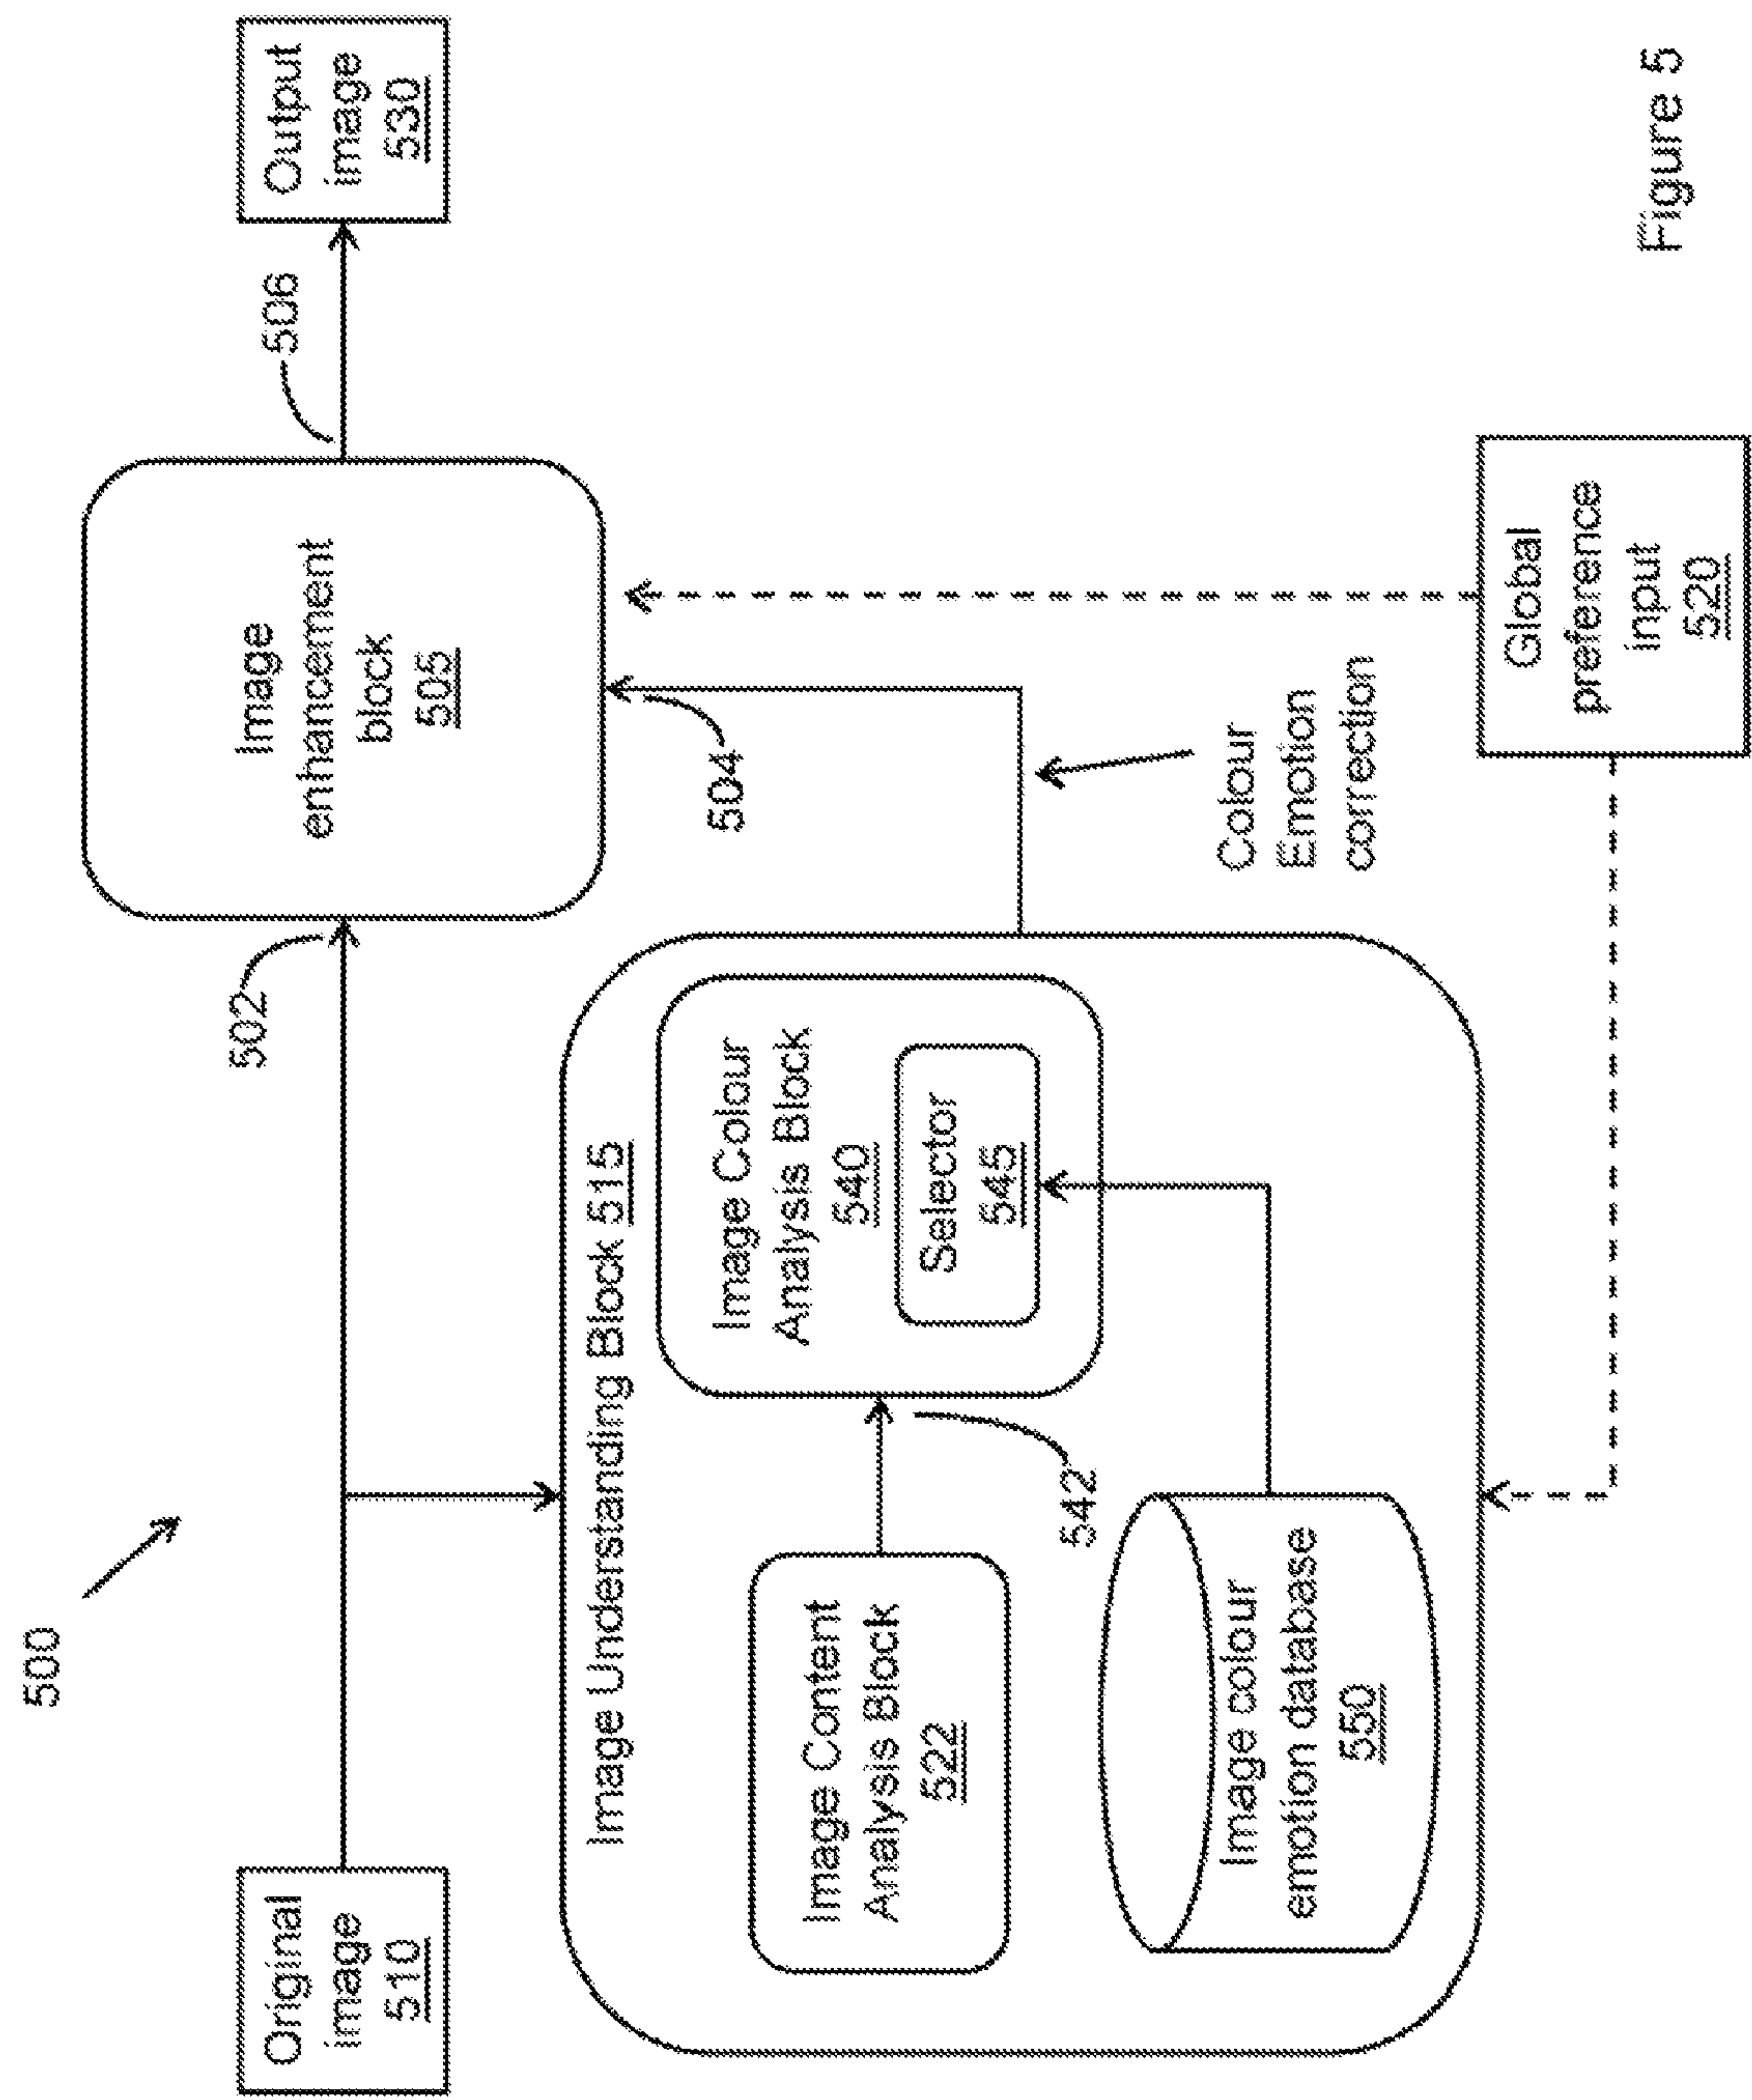 500
Original
image
510
502
Image
enhancement
block
505
506
Output
image
530
Image Understanding Block 515
Image Content
Analysis Block
522
542
Image Colour
Analysis Block
540
Selector
545
Image colour
emotion database
550
504
Colour
Emotion
correction
Global
preference
input
520
Figure 5